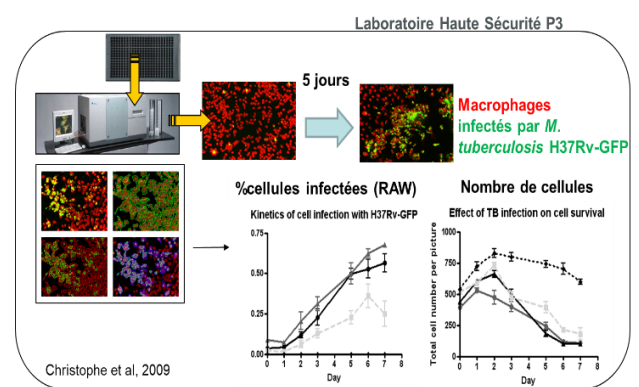 Laboratoire Haute Sécurité P3
5 jours
Macrophages
infectés par M.
tuberculosis H37Rv-GFP
%cellules infectées (RAW)
Kinetics of cell infection with H37Rv-GFP
0.75
0.50
0.25
0.00
0 1 2 3 4 5 6 7 8
Day
Nombre de cellules
Effect of TB infection on cell survival
Total cell number per picture
1000
750
500
250
0
0 1 2 3 4 5 6 7 8
Day
Christophe et al, 2009